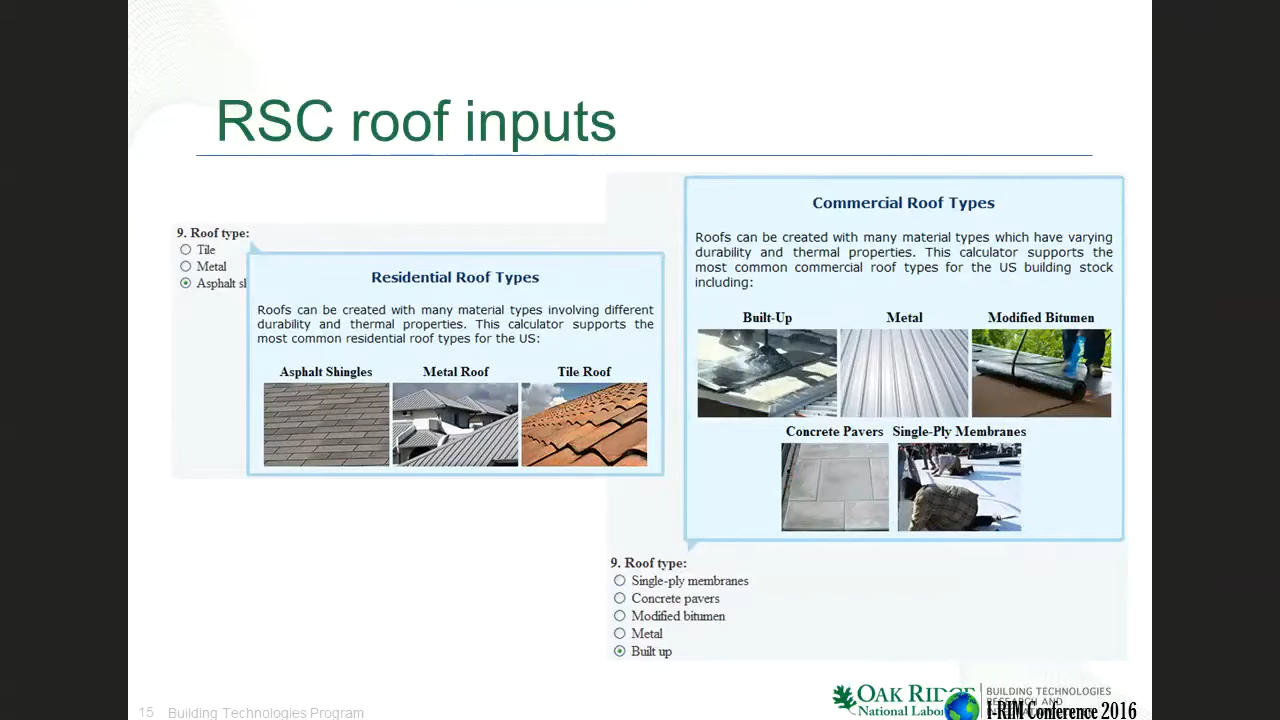 RSC roof inputs
9. Roof type:
Tile
Metal
Asphalt
Residential Roof Types
Roofs can be created with many material types involving different
durability and thermal properties. This calculator supports the
most common residential roof types for the US:
Asphalt Shingles Metal Roof Tile Roof
Commercial Roof Types
Roofs can be created with many material types which have varying
durability and thermal properties. This calculator supports the
most common commercial roof types for the US building stock
including:
Built-Up Metal Modified Bitumen
Concrete Pavers Single-Ply Membranes
9. Roof type:
Single-ply membranes
Concrete pavers
Modified bitumen
Metal
Built up
15 Building Technologies Program
OAK RIDGE
National
BUILDING TECHNOLOGIES
RESEARCH AND
I-RIM Conference 2016